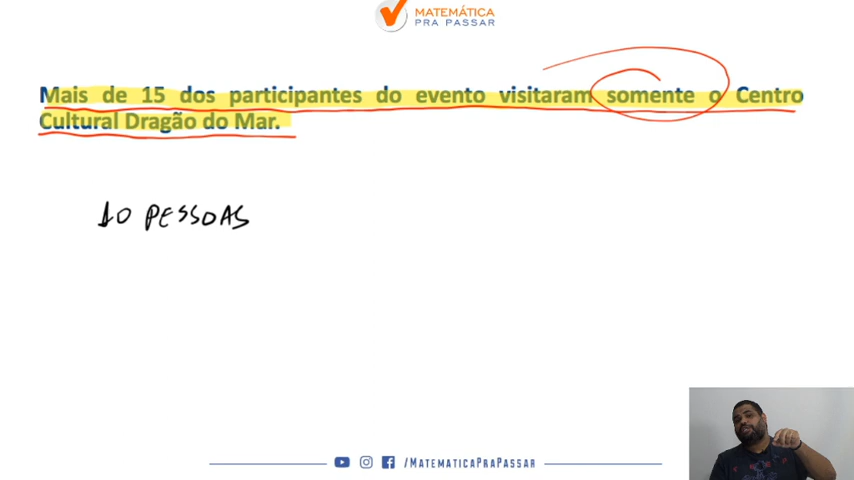 MATEMÁTICA
PRA PASSAR
Mais de 15 dos participantes do evento visitaram somente o Centro
Cultural Dragão do Mar.
10 PESSOAS
/MATEMATICAPRAPASSAR